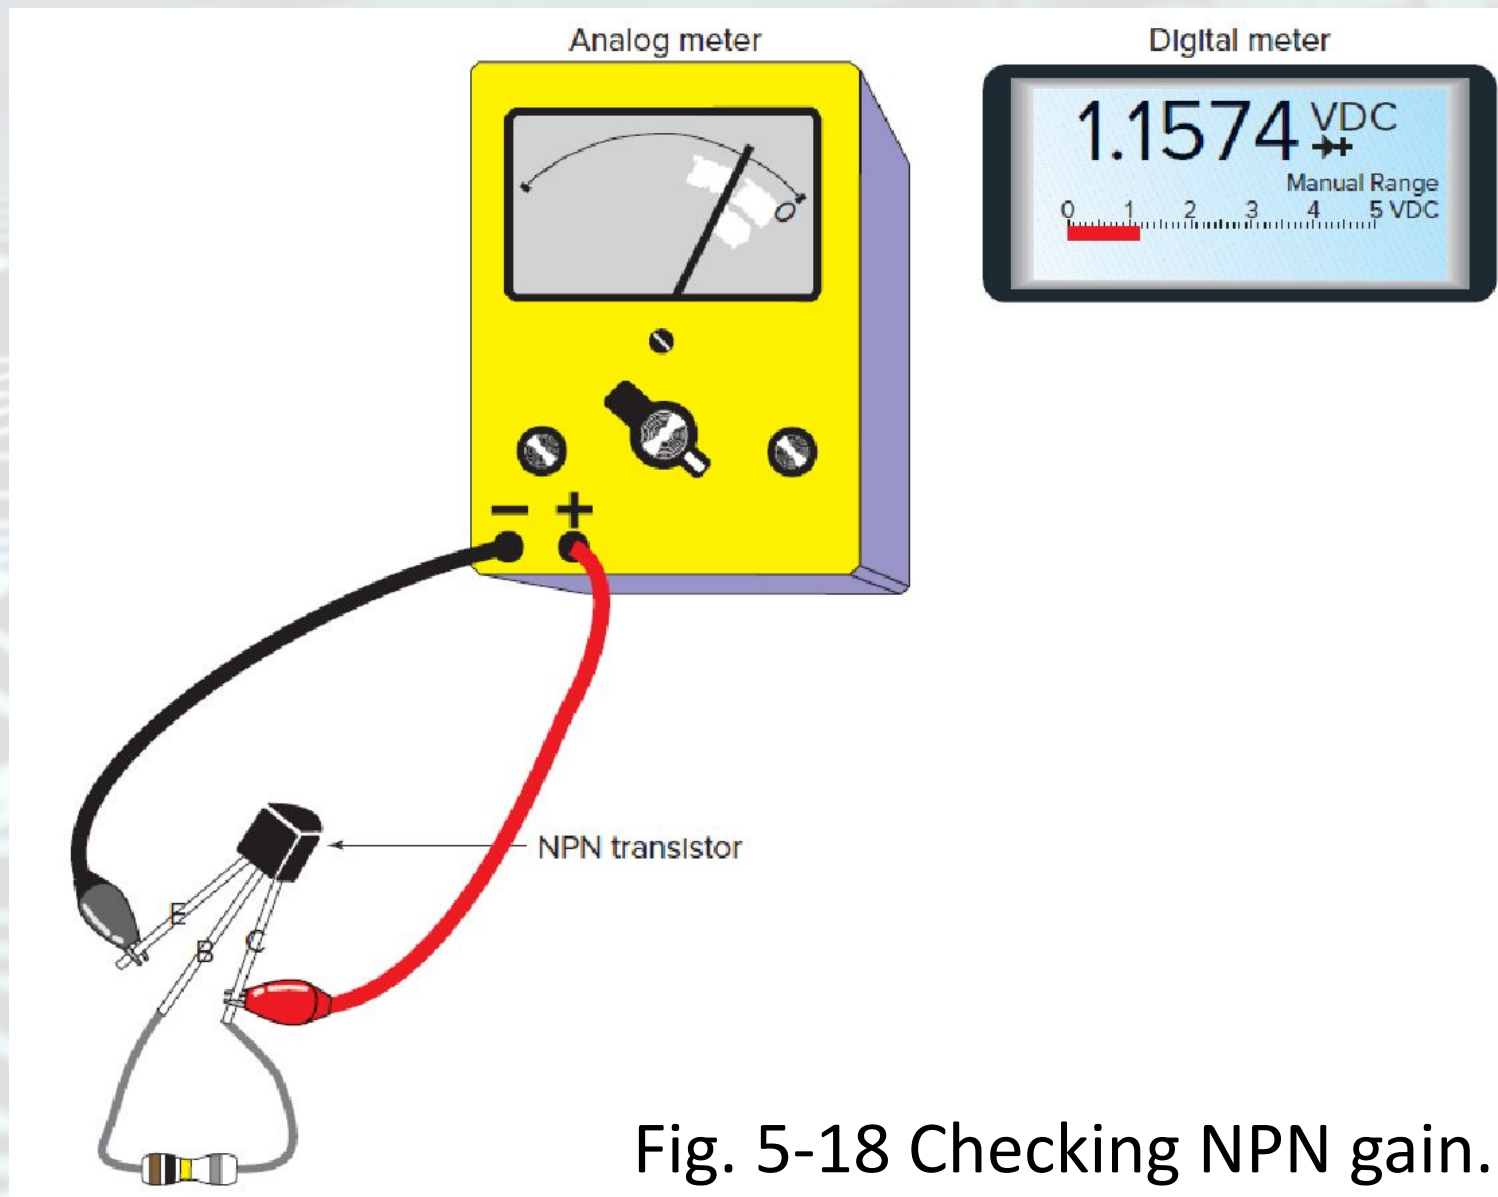 Analog meter
Digital meter
1.1574 VDC
Manual Range
0 1 2 3 4 5 VDC
0
− +
NPN transistor
E
B
C
Fig. 5-18 Checking NPN gain.